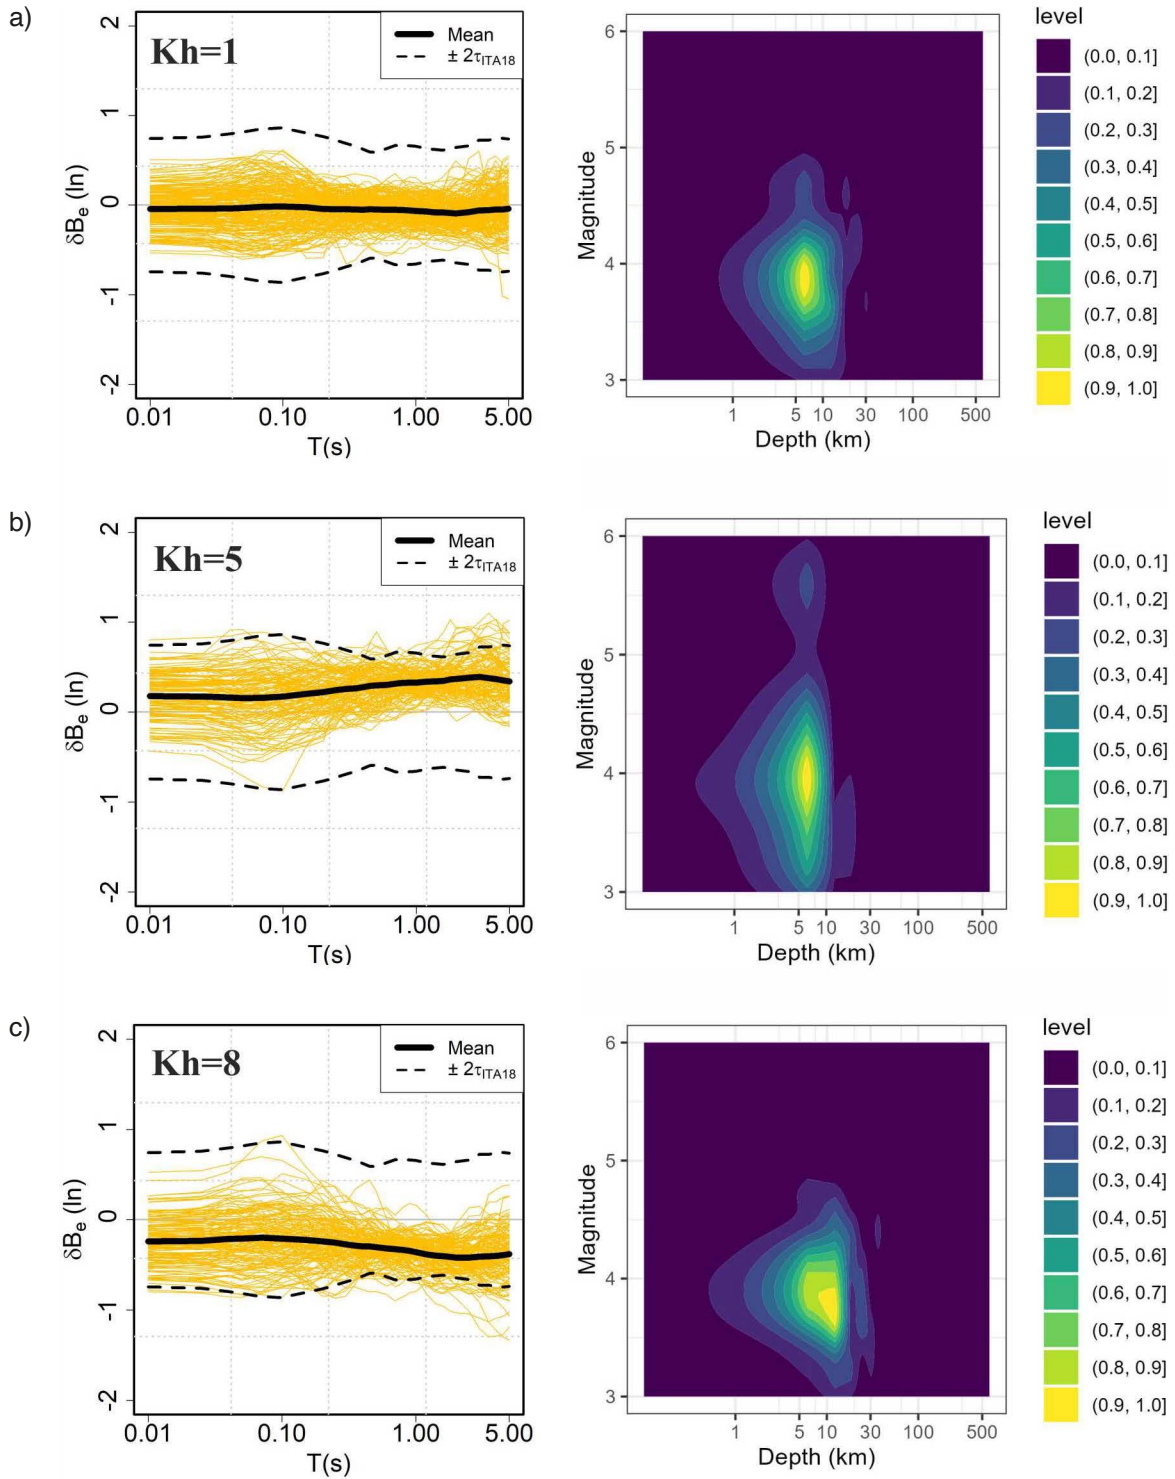 a)
Kh=1
Mean
± 2τITA18
δBe (ln)
2
1
0
-1
-2
0.01 0.10 1.00 5.00
T(s)
Magnitude
6
5
4
3
1 5 10 30 100 500
Depth (km)
level
(0.0, 0.1]
(0.1, 0.2]
(0.2, 0.3]
(0.3, 0.4]
(0.4, 0.5]
(0.5, 0.6]
(0.6, 0.7]
(0.7, 0.8]
(0.8, 0.9]
(0.9, 1.0]
b)
Kh=5
Mean
± 2τITA18
δBe (ln)
2
1
0
-1
-2
0.01 0.10 1.00 5.00
T(s)
Magnitude
6
5
4
3
1 5 10 30 100 500
Depth (km)
level
(0.0, 0.1]
(0.1, 0.2]
(0.2, 0.3]
(0.3, 0.4]
(0.4, 0.5]
(0.5, 0.6]
(0.6, 0.7]
(0.7, 0.8]
(0.8, 0.9]
(0.9, 1.0]
c)
Kh=8
Mean
± 2τITA18
δBe (ln)
2
1
0
-1
-2
0.01 0.10 1.00 5.00
T(s)
Magnitude
6
5
4
3
1 5 10 30 100 500
Depth (km)
level
(0.0, 0.1]
(0.1, 0.2]
(0.2, 0.3]
(0.3, 0.4]
(0.4, 0.5]
(0.5, 0.6]
(0.6, 0.7]
(0.7, 0.8]
(0.8, 0.9]
(0.9, 1.0]